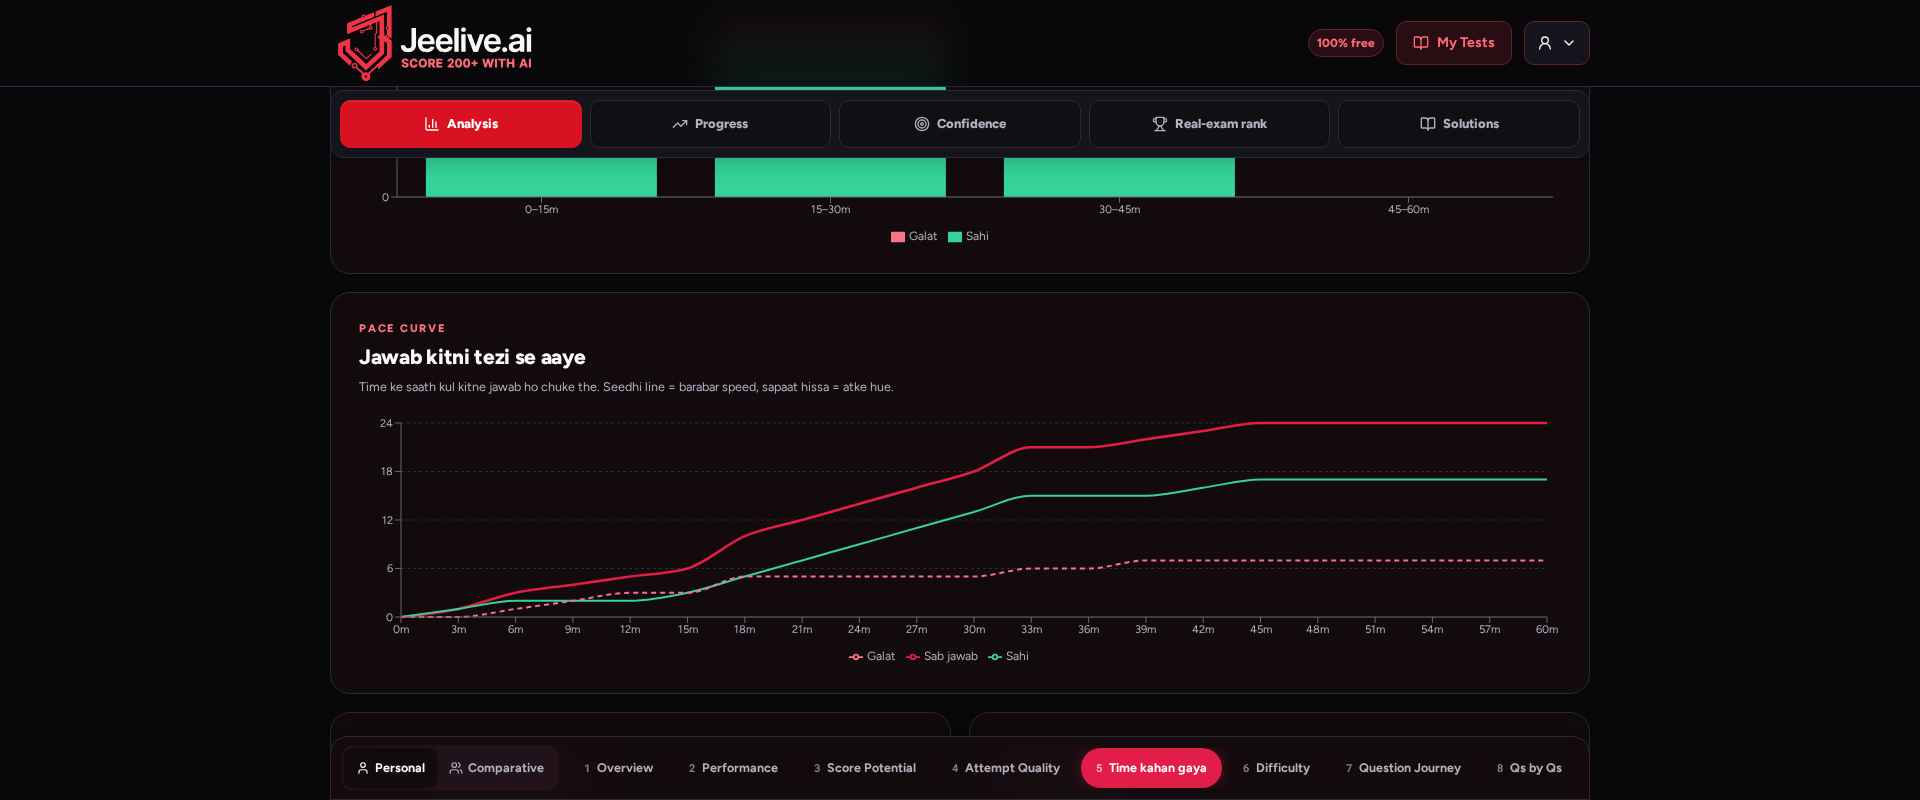 Jeelive.ai
SCORE 200+ WITH AI
100% free
My Tests
Analysis
Progress
Confidence
Real-exam rank
Solutions
0
0–15m
15–30m
30–45m
45–60m
Galat
Sahi
PACE CURVE
Jawab kitni tezi se aaye
Time ke saath kul kitne jawab ho chuke the. Seedhi line = barabar speed, sapaat hissa = atke hue.
24
18
12
6
0
0m
3m
6m
9m
12m
15m
18m
21m
24m
27m
30m
33m
36m
39m
42m
45m
48m
51m
54m
57m
60m
Galat
Sab jawab
Sahi
Personal
Comparative
1 Overview
2 Performance
3 Score Potential
4 Attempt Quality
5 Time kahan gaya
6 Difficulty
7 Question Journey
8 Qs by Qs